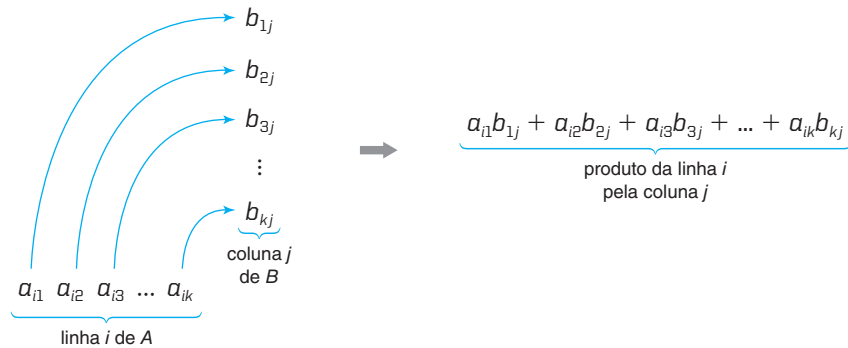 b₁ⱼ
b₂ⱼ
b₃ⱼ
⋮
bₖⱼ
coluna j
de B
aᵢ₁ aᵢ₂ aᵢ₃ ... aᵢₖ
linha i de A
aᵢ₁b₁ⱼ + aᵢ₂b₂ⱼ + aᵢ₃b₃ⱼ + ... + aᵢₖbₖⱼ
produto da linha i
pela coluna j